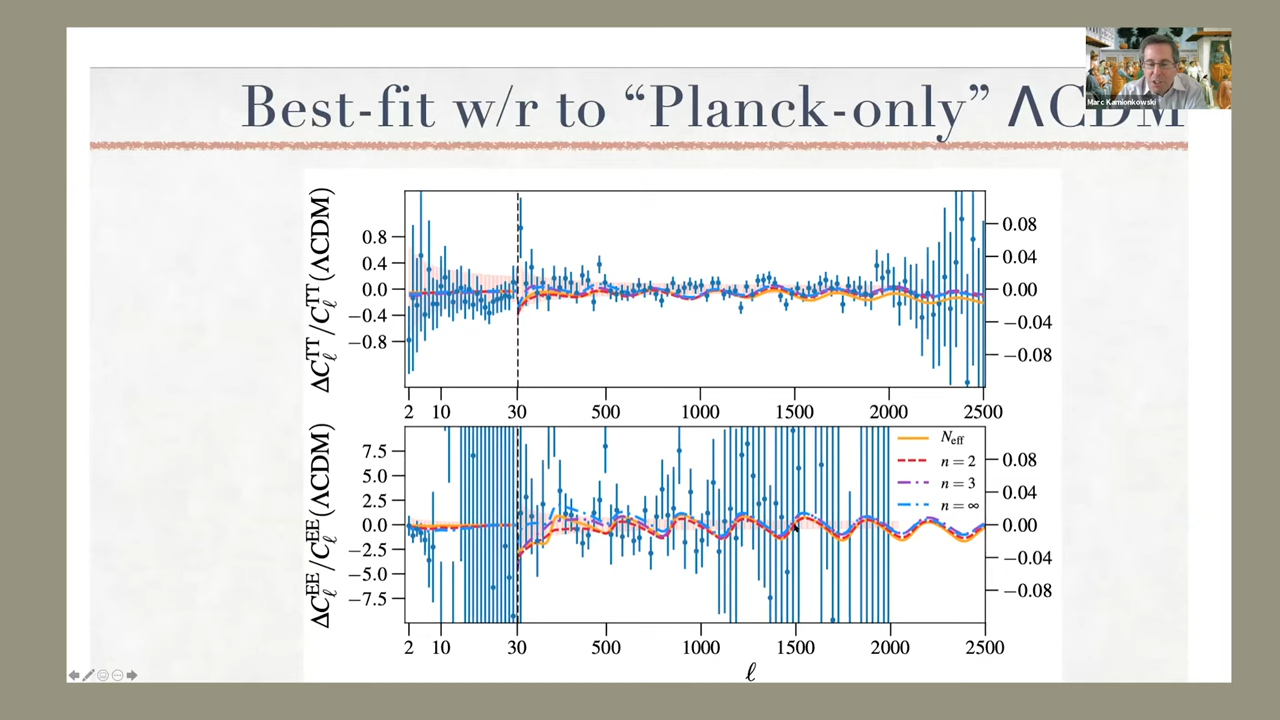 Best-fit w/r to “Planck-only” ΛCDM
Marc Kamionkowski
ΔC_ℓ^TT / C_ℓ^TT (ΛCDM)
0.8
0.4
0.0
−0.4
−0.8
0.08
0.04
0.00
−0.04
−0.08
2 10 30 500 1000 1500 2000 2500
ΔC_ℓ^EE / C_ℓ^EE (ΛCDM)
7.5
5.0
2.5
0.0
−2.5
−5.0
−7.5
N_eff
n = 2
n = 3
n = ∞
0.08
0.04
0.00
−0.04
−0.08
2 10 30 500 1000 1500 2000 2500
ℓ